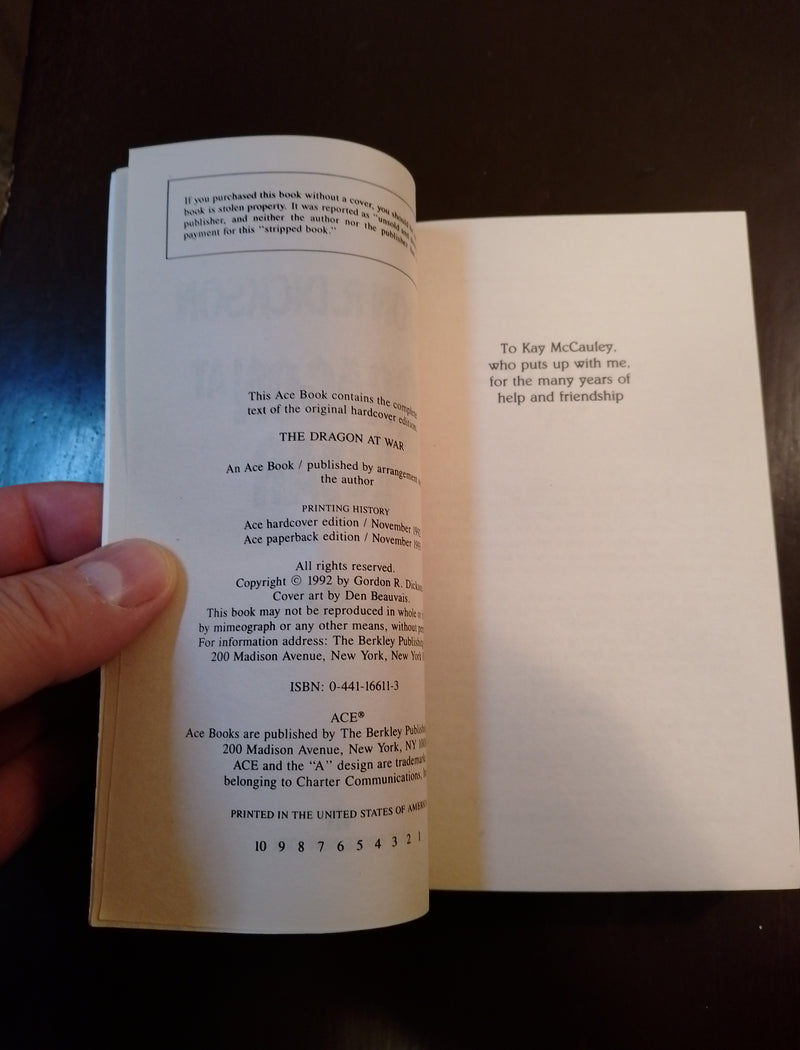 If you purchased this book without a cover, you should be
book is stolen property. It was reported as "unsold and
publisher, and neither the author nor the publisher
payment for this "stripped book."
This Ace Book contains the complete
text of the original hardcover edition.
THE DRAGON AT WAR
An Ace Book / published by arrangement
the author
PRINTING HISTORY
Ace hardcover edition / November
Ace paperback edition / November
All rights reserved.
Copyright © 1992 by Gordon R.
Cover art by Den Beauvais.
This book may not be reproduced in whole
by mimeograph or any other means, without
For information address: The Berkley
200 Madison Avenue, New York, New York
ISBN: 0-441-16611-3
ACE®
Ace Books are published by The Berkley
200 Madison Avenue, New York, NY
ACE and the "A" design are
belonging to Charter Communications,
PRINTED IN THE UNITED STATES OF
10 9 8 7 6 5 4 3 2 1
To Kay McCauley,
who puts up with me,
for the many years of
help and friendship